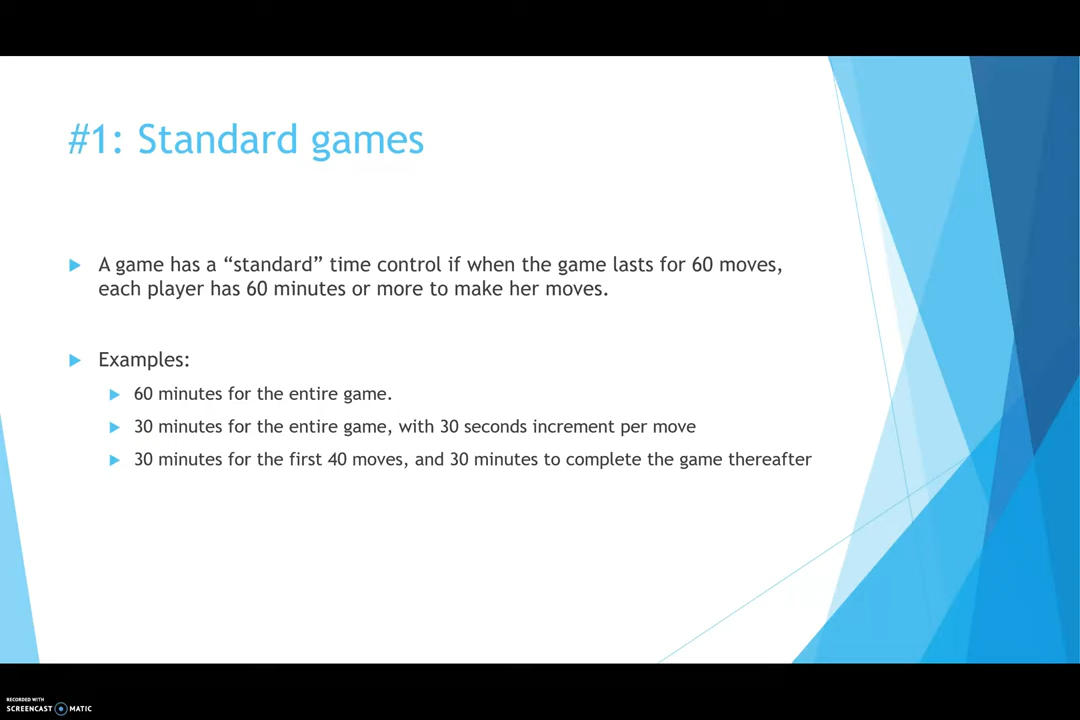 #1: Standard games
A game has a “standard” time control if when the game lasts for 60 moves,
each player has 60 minutes or more to make her moves.
Examples:
60 minutes for the entire game.
30 minutes for the entire game, with 30 seconds increment per move
30 minutes for the first 40 moves, and 30 minutes to complete the game thereafter
RECORDED WITH
SCREENCAST MATIC